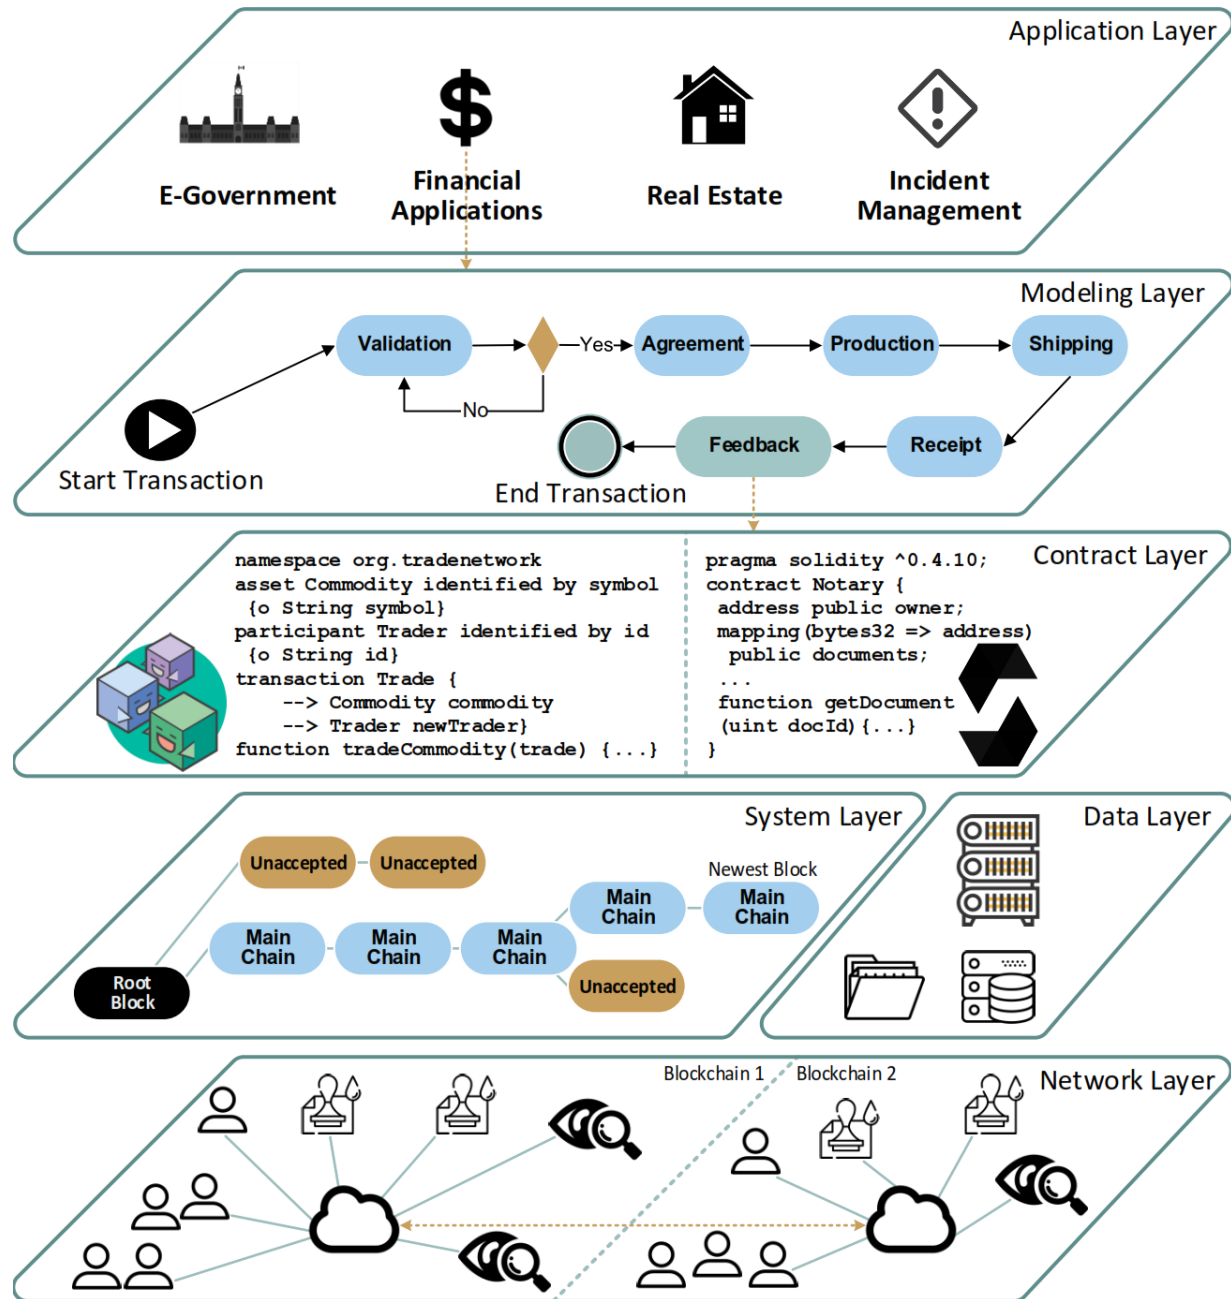 Application Layer
E-Government
Financial
Applications
Real Estate
Incident
Management
Modeling Layer
Validation
Yes
Agreement
Production
Shipping
No
Start Transaction
End Transaction
Feedback
Receipt
Contract Layer
namespace org.tradenetwork
asset Commodity identified by symbol
{o String symbol}
participant Trader identified by id
{o String id}
transaction Trade {
--> Commodity commodity
--> Trader newTrader}
function tradeCommodity(trade) {...}
pragma solidity ^0.4.10;
contract Notary {
address public owner;
mapping(bytes32 => address)
public documents;
...
function getDocument
(uint docId){...}
}
System Layer
Unaccepted
Unaccepted
Newest Block
Main
Chain
Main
Chain
Main
Chain
Main
Chain
Main
Chain
Unaccepted
Root
Block
Data Layer
Network Layer
Blockchain 1
Blockchain 2